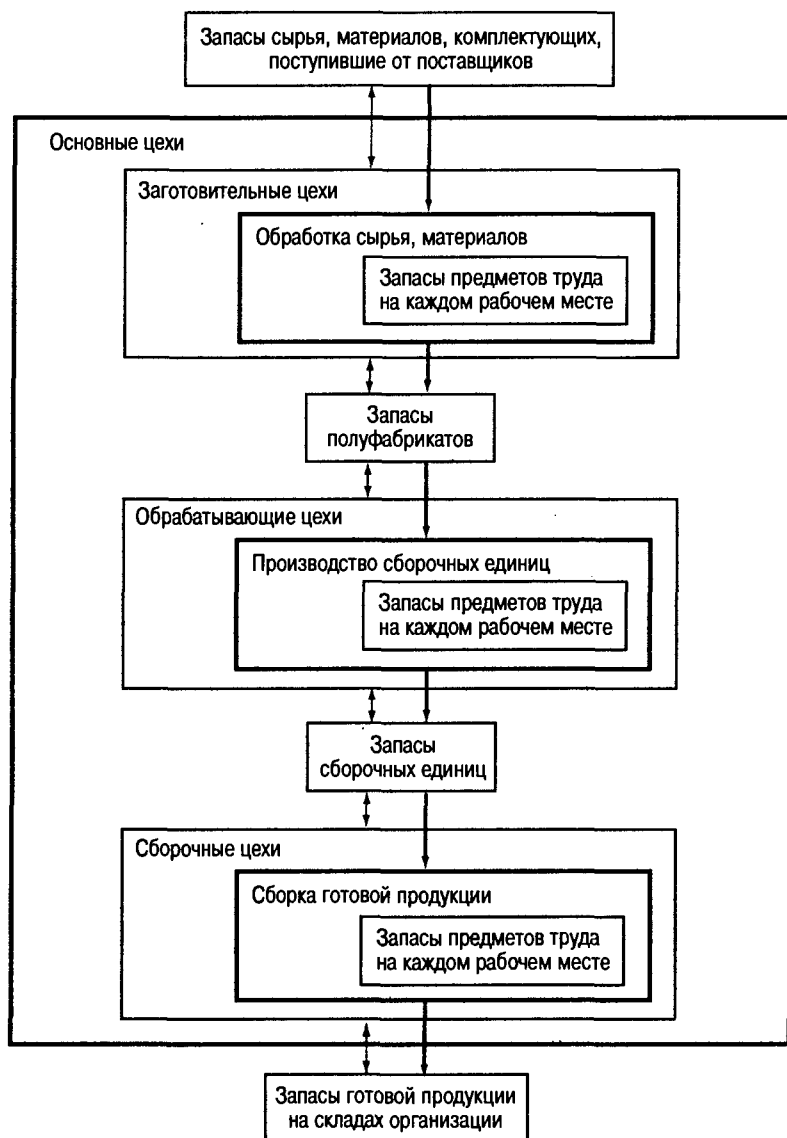 Запасы сырья, материалов, комплектующих,
поступившие от поставщиков
Основные цехи
Заготовительные цехи
Обработка сырья, материалов
Запасы предметов труда
на каждом рабочем месте
Запасы
полуфабрикатов
Обрабатывающие цехи
Производство сборочных единиц
Запасы предметов труда
на каждом рабочем месте
Запасы
сборочных единиц
Сборочные цехи
Сборка готовой продукции
Запасы предметов труда
на каждом рабочем месте
Запасы готовой продукции
на складах организации